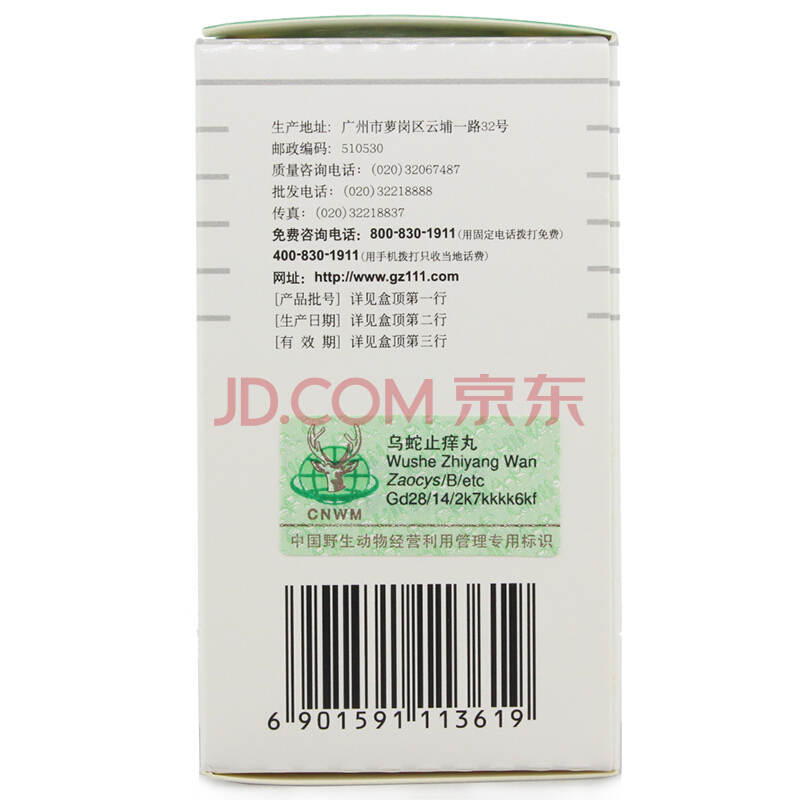 生产地址: 广州市萝岗区云埔一路32号
邮政编码: 510530
质量咨询电话: (020)32067487
批发电话: (020)32218888
传真: (020)32218837
免费咨询电话: 800-830-1911(用固定电话拨打免费)
400-830-1911(用手机拨打只收当地话费)
网址: http://www.gz111.com
[产品批号] 详见盒顶第一行
[生产日期] 详见盒顶第二行
[有 效 期] 详见盒顶第三行
JD.COM 京东
乌蛇止痒丸
Wushe Zhiyang Wan
Zaocys/B/etc
Gd28/14/2k7kkkk6kf
CNWM
中国野生动物经营利用管理专用标识
6 901591 113619